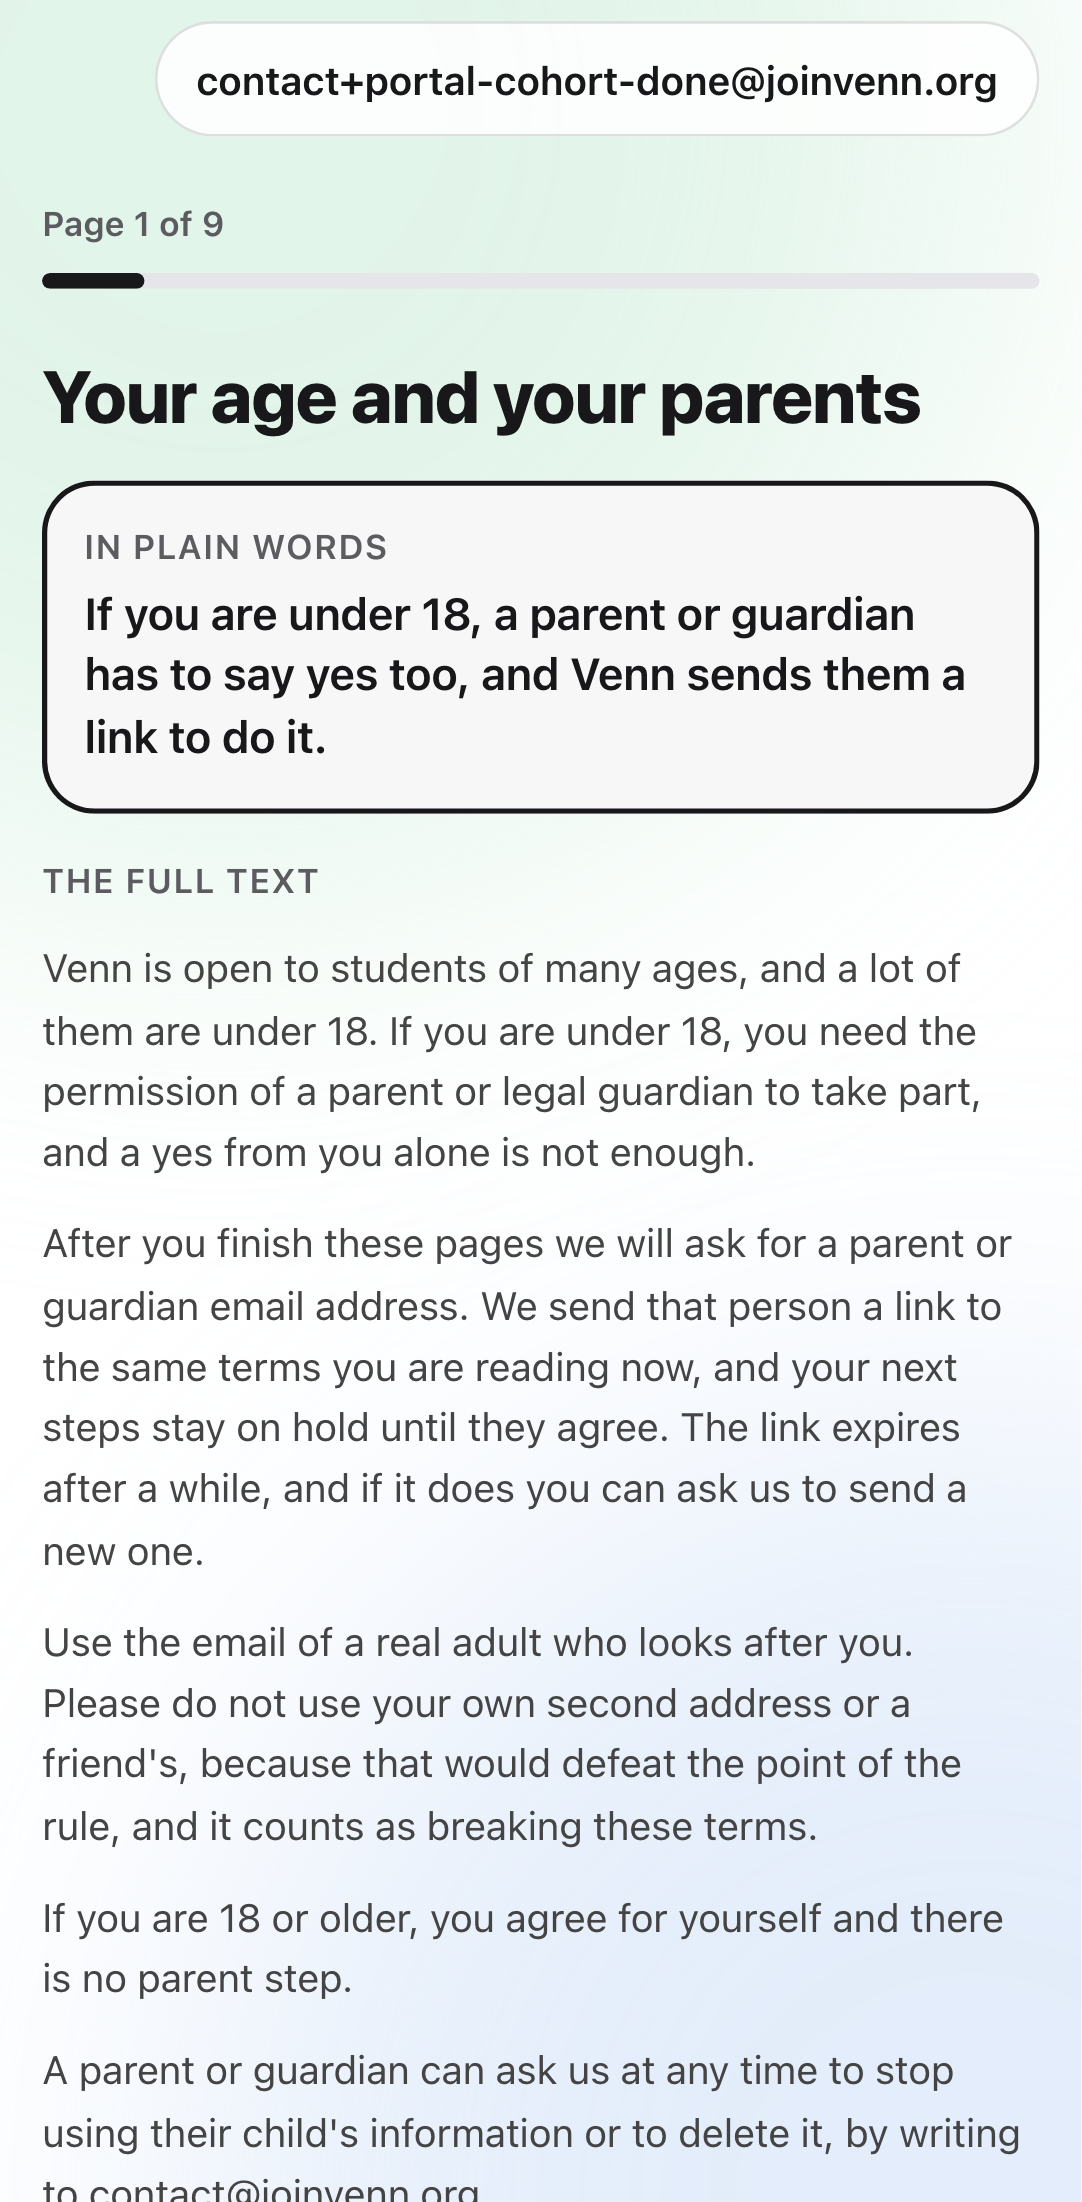 contact+portal-cohort-done@joinvenn.org
Page 1 of 9
Your age and your parents
IN PLAIN WORDS
If you are under 18, a parent or guardian
has to say yes too, and Venn sends them a
link to do it.
THE FULL TEXT
Venn is open to students of many ages, and a lot of
them are under 18. If you are under 18, you need the
permission of a parent or legal guardian to take part,
and a yes from you alone is not enough.
After you finish these pages we will ask for a parent or
guardian email address. We send that person a link to
the same terms you are reading now, and your next
steps stay on hold until they agree. The link expires
after a while, and if it does you can ask us to send a
new one.
Use the email of a real adult who looks after you.
Please do not use your own second address or a
friend's, because that would defeat the point of the
rule, and it counts as breaking these terms.
If you are 18 or older, you agree for yourself and there
is no parent step.
A parent or guardian can ask us at any time to stop
using their child's information or to delete it, by writing
to contact@joinvenn.org